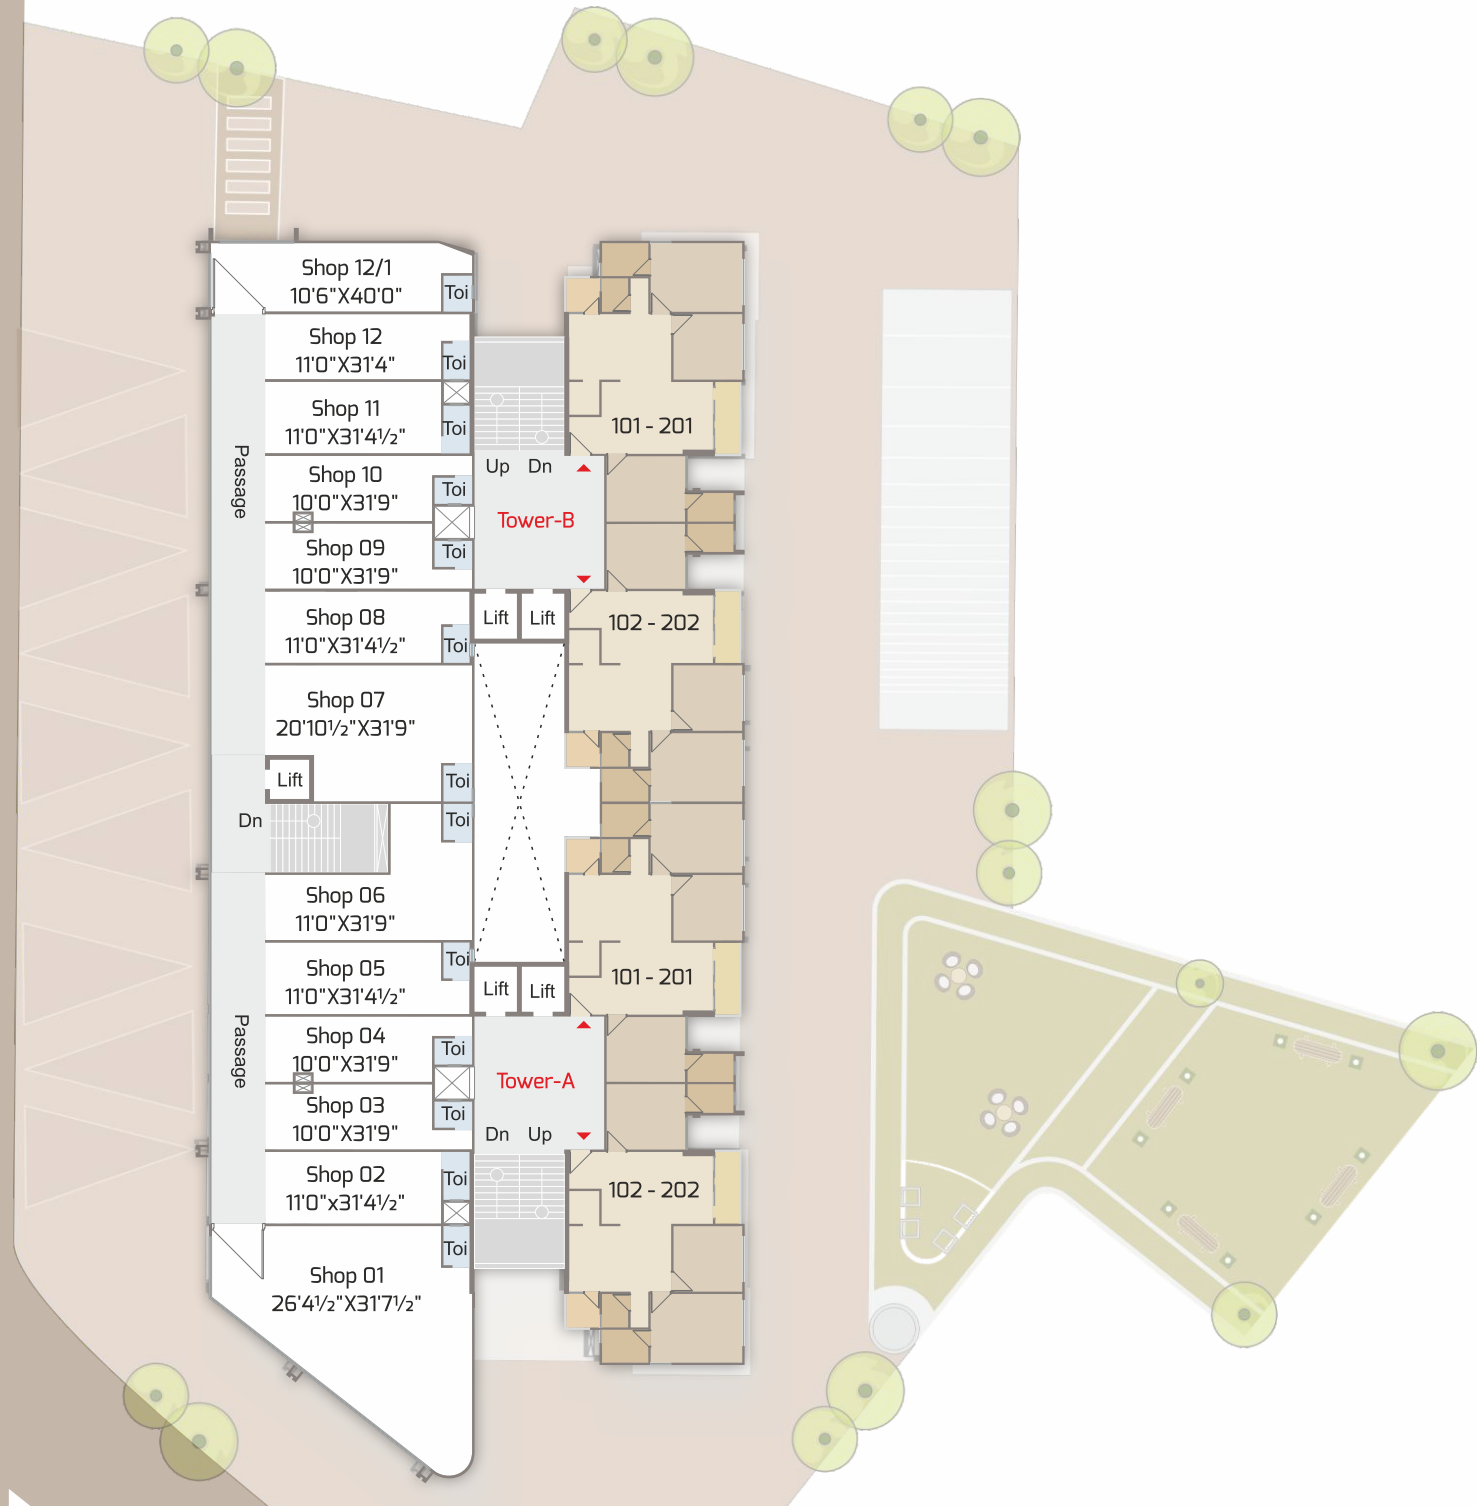 Shop 12/1
10'6"X40'0"
Toi
Shop 12
11'0"X31'4"
Toi
Shop 11
11'0"X31'4½"
Toi
101 - 201
Passage
Shop 10
10'0"X31'9"
Toi
Up Dn
Tower-B
Shop 09
10'0"X31'9"
Toi
Shop 08
11'0"X31'4½"
Toi
Lift Lift
102 - 202
Shop 07
20'10½"X31'9"
Lift
Toi
Dn
Toi
Shop 06
11'0"X31'9"
Toi
Shop 05
11'0"X31'4½"
Lift Lift
101 - 201
Passage
Shop 04
10'0"X31'9"
Toi
Tower-A
Shop 03
10'0"X31'9"
Toi
Dn Up
Shop 02
11'0"x31'4½"
Toi
102 - 202
Toi
Shop 01
26'4½"X31'7½"